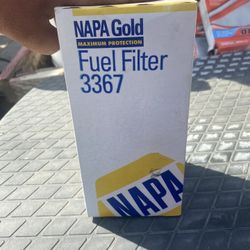 NAPA Gold
MAXIMUM PROTECTION
Fuel Filter
3367
NAPA